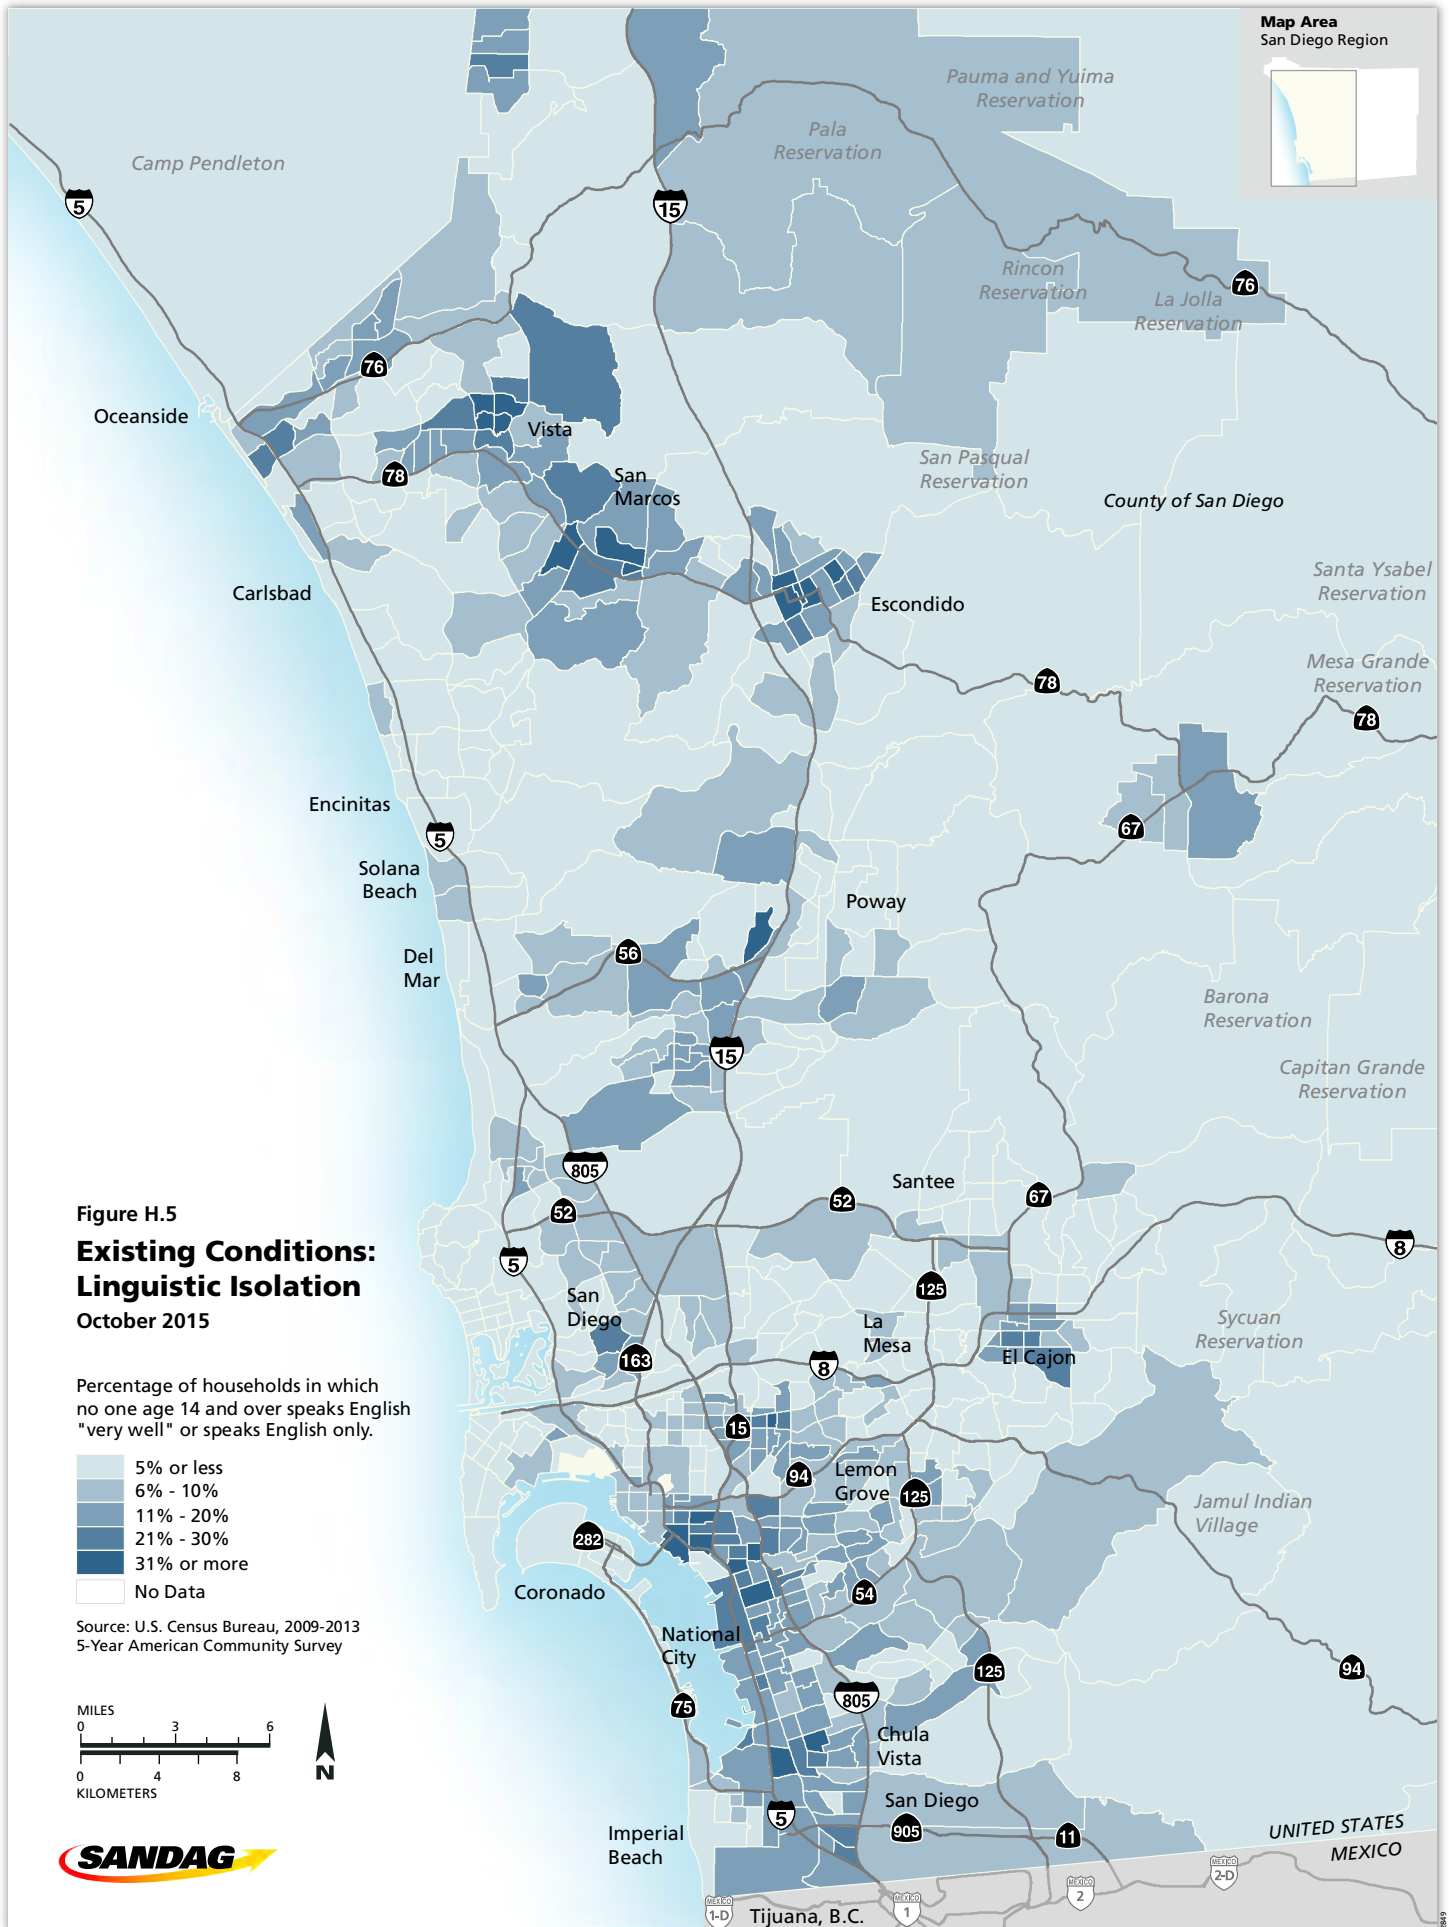 Map Area
San Diego Region
Pauma and Yuima
Reservation
Pala
Reservation
Camp Pendleton
5
15
Rincon
Reservation
La Jolla
Reservation
76
76
Oceanside
Vista
78
San
Marcos
San Pasqual
Reservation
County of San Diego
Santa Ysabel
Reservation
Carlsbad
Escondido
Mesa Grande
Reservation
78
78
Encinitas
5
67
Solana
Beach
Poway
56
Del
Mar
Barona
Reservation
15
Capitan Grande
Reservation
805
Santee
52
52
67
5
8
125
San
Diego
La
Mesa
Sycuan
Reservation
163
8
El Cajon
15
94
Lemon
Grove
125
Jamul Indian
Village
282
Coronado
54
National
City
125
94
75
805
Chula
Vista
San Diego
5
905
11
Imperial
Beach
UNITED STATES
MEXICO
MEXICO
2-D
MEXICO
2
MEXICO
1
MEXICO
1-D
Tijuana, B.C.
Figure H.5
Existing Conditions:
Linguistic Isolation
October 2015
Percentage of households in which
no one age 14 and over speaks English
"very well" or speaks English only.
5% or less
6% - 10%
11% - 20%
21% - 30%
31% or more
No Data
Source: U.S. Census Bureau, 2009-2013
5-Year American Community Survey
MILES
0 3 6
0 4 8
KILOMETERS
N
SANDAG